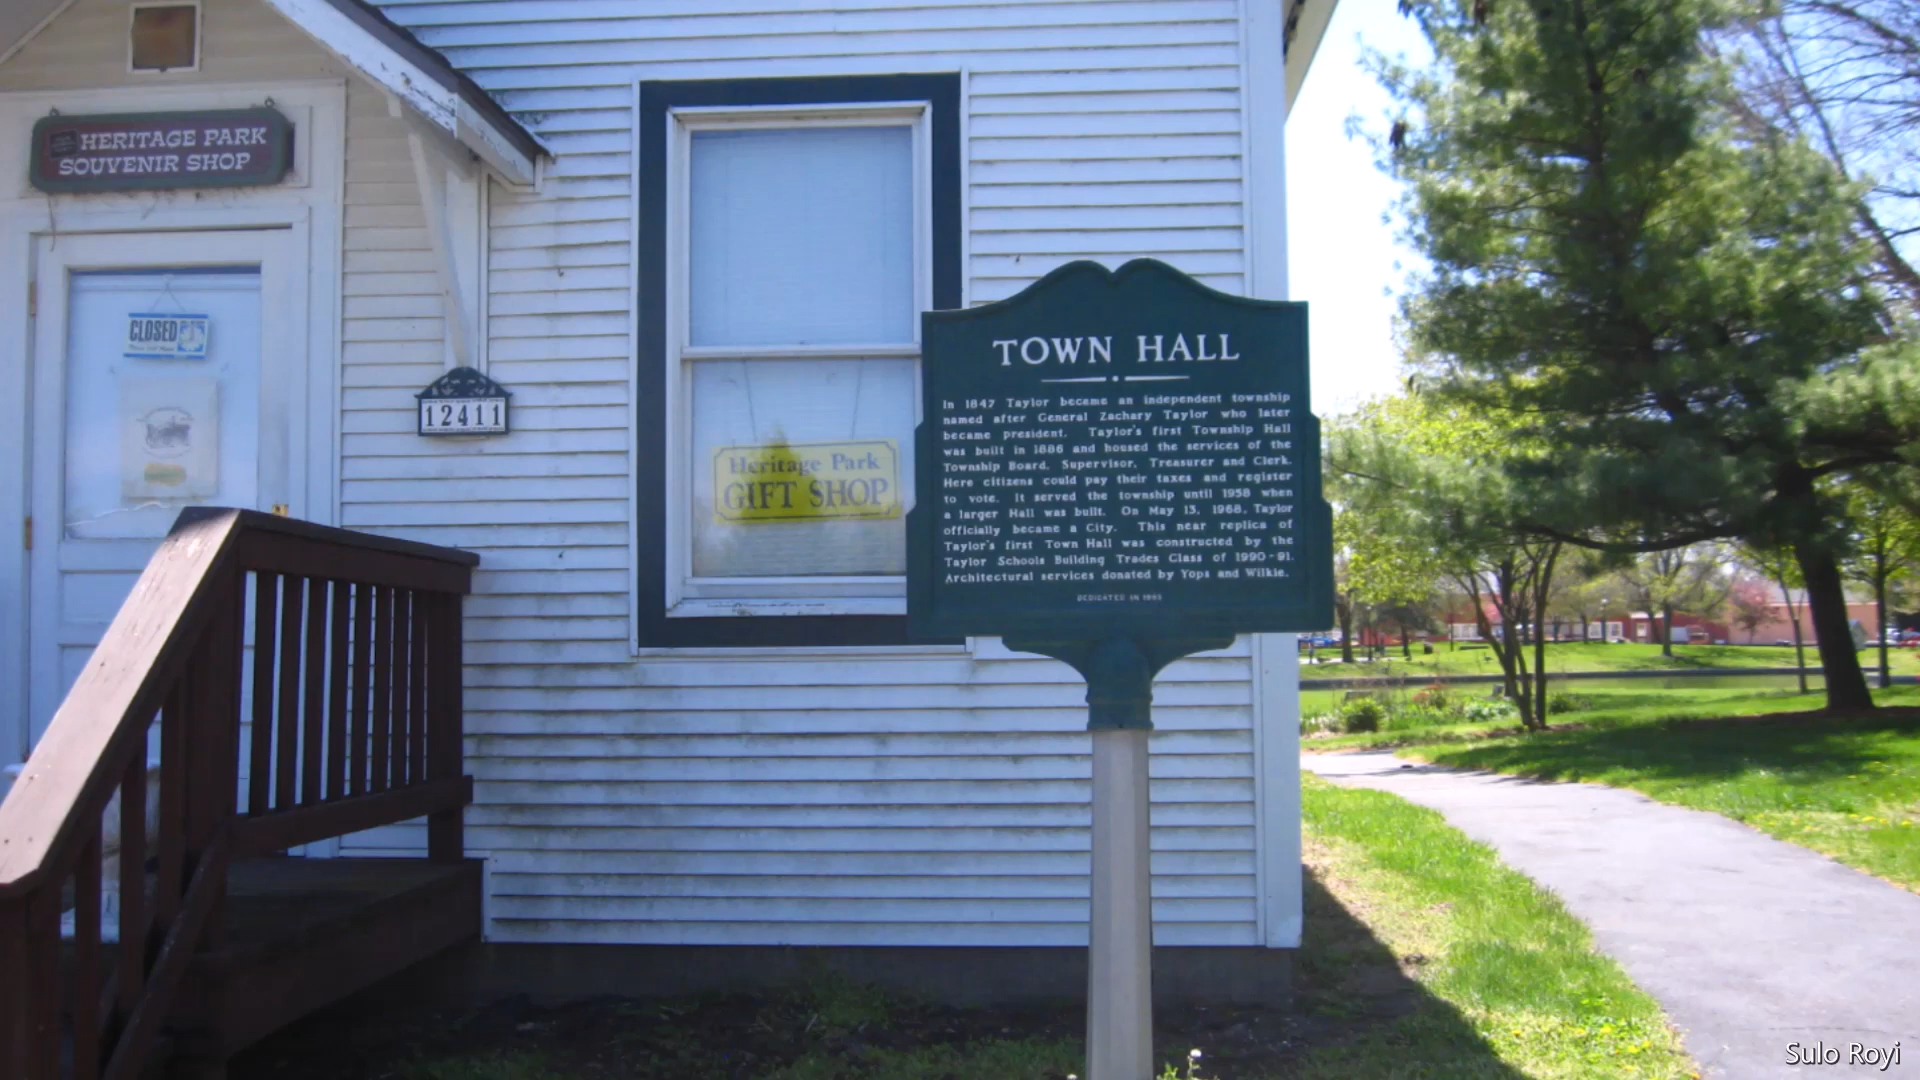 HERITAGE PARK
SOUVENIR SHOP
CLOSED
12411
Heritage Park
GIFT SHOP
TOWN HALL
In 1847 Taylor became an independent township
named after General Zachary Taylor who later
became president. Taylor's first Township Hall
was built in 1886 and housed the services of the
Township Board, Supervisor, Treasurer and Clerk.
Here citizens could pay their taxes and register
to vote. It served the township until 1958 when
a larger Hall was built. On May 13, 1968, Taylor
officially became a City. This near replica of
Taylor's first Town Hall was constructed by the
Taylor Schools Building Trades Class of 1990-91.
Architectural services donated by Yops and Wilkie.
DEDICATED IN
Sulo Royi